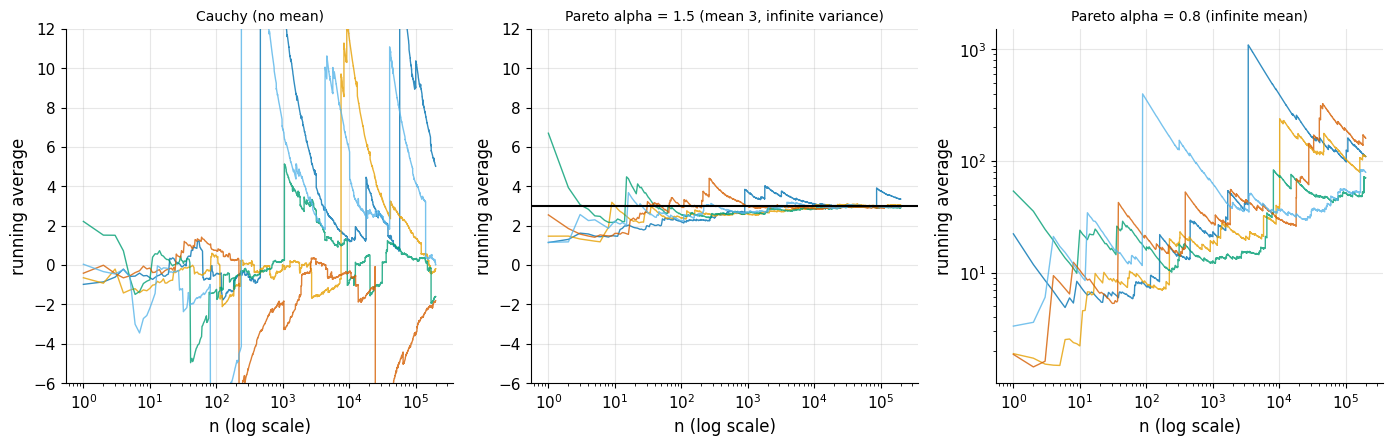 Cauchy (no mean)
12
10
8
6
4
2
0
−2
−4
−6
running average
10⁰ 10¹ 10² 10³ 10⁴ 10⁵
n (log scale)
Pareto alpha = 1.5 (mean 3, infinite variance)
12
10
8
6
4
2
0
−2
−4
−6
running average
10⁰ 10¹ 10² 10³ 10⁴ 10⁵
n (log scale)
Pareto alpha = 0.8 (infinite mean)
10³
10²
10¹
running average
10⁰ 10¹ 10² 10³ 10⁴ 10⁵
n (log scale)